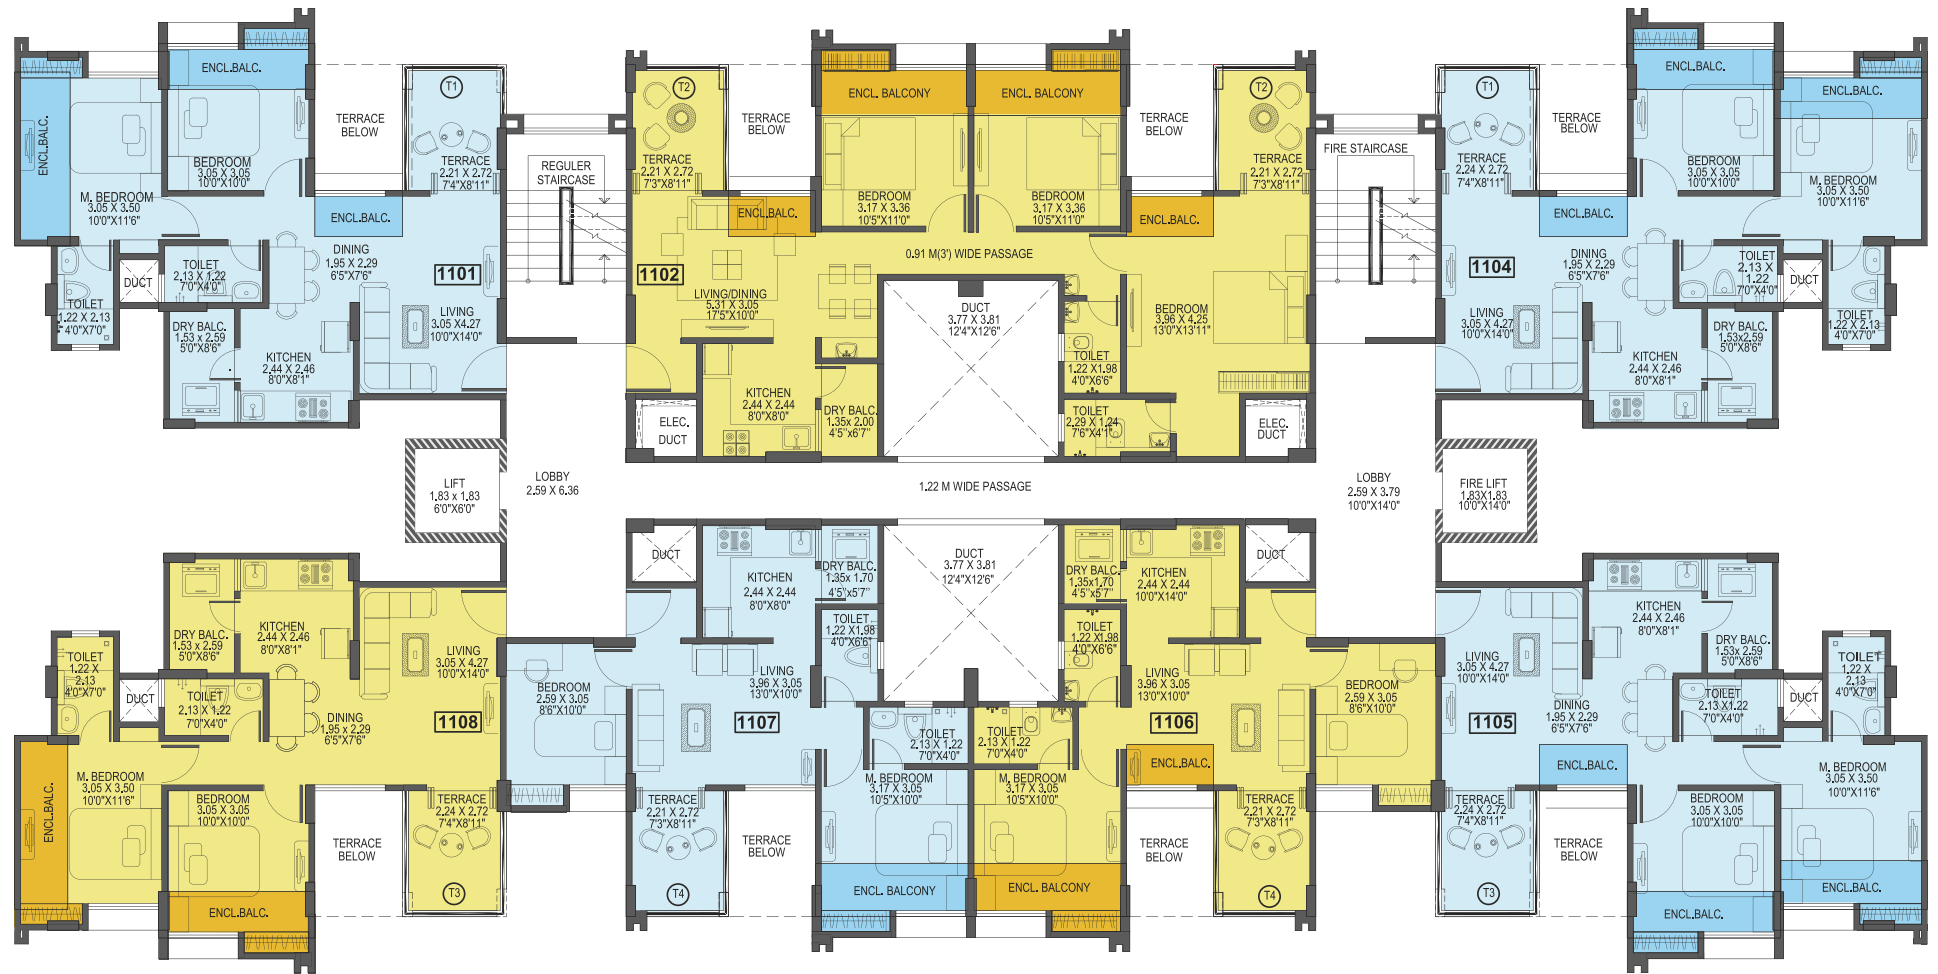 ENCL.BALC.
ENCL.BALC.
BEDROOM
3.05 X 3.05
10'0"X10'0"
M. BEDROOM
3.05 X 3.50
10'0"X11'6"
TERRACE
BELOW
T1
TERRACE
2.21 X 2.72
7'4"X8'11"
ENCL.BALC.
DINING
1.95 X 2.29
6'5"X7'6"
1101
TOILET
2.13 X 1.22
7'0"X4'0"
DUCT
TOILET
1.22 X 2.13
4'0"X7'0"
DRY BALC.
1.53 x 2.59
5'0"X8'6"
KITCHEN
2.44 X 2.46
8'0"X8'1"
LIVING
3.05 X4.27
10'0"X14'0"
REGULER
STAIRCASE
T2
TERRACE
2.21 X 2.72
7'3"X8'11"
TERRACE
BELOW
ENCL.BALC.
1102
LIVING/DINING
5.31 X 3.05
17'5"X10'0"
KITCHEN
2.44 X 2.44
8'0"X8'0"
DRY BALC.
1.35x 2.00
4'5"x6'7"
ELEC.
DUCT
ENCL. BALCONY
ENCL. BALCONY
BEDROOM
3.17 X 3.36
10'5"X11'0"
BEDROOM
3.17 X 3.36
10'5"X11'0"
0.91 M(3') WIDE PASSAGE
DUCT
3.77 X 3.81
12'4"X12'6"
TERRACE
BELOW
T2
TERRACE
2.21 X 2.72
7'3"X8'11"
ENCL.BALC.
BEDROOM
3.96 X 4.25
13'0"X13'11"
TOILET
1.22 X1.98
4'0"X6'6"
TOILET
2.29 X 1.24
7'6"X4'1"
ELEC.
DUCT
FIRE STAIRCASE
T1
TERRACE
2.24 X 2.72
7'4"X8'11"
TERRACE
BELOW
ENCL.BALC.
ENCL.BALC.
BEDROOM
3.05 X 3.05
10'0"X10'0"
M. BEDROOM
3.05 X 3.50
10'0"X11'6"
ENCL.BALC.
1104
DINING
1.95 X 2.29
6'5"X7'6"
TOILET
2.13 X
1.22
7'0"X4'0"
DUCT
TOILET
1.22 X 2.13
4'0"X7'0"
LIVING
3.05 X 4.27
10'0"X14'0"
KITCHEN
2.44 X 2.46
8'0"X8'1"
DRY BALC.
1.53x2.59
5'0"X8'6"
LIFT
1.83 x 1.83
6'0"X6'0"
LOBBY
2.59 X 6.36
1.22 M WIDE PASSAGE
LOBBY
2.59 X 3.79
10'0"X14'0"
FIRE LIFT
1.83X1.83
10'0"X14'0"
TOILET
1.22 X
2.13
4'0"X7'0"
DUCT
DRY BALC.
1.53 x 2.59
5'0"X8'6"
KITCHEN
2.44 X 2.46
8'0"X8'1"
TOILET
2.13 X 1.22
7'0"X4'0"
LIVING
3.05 X 4.27
10'0"X14'0"
DINING
1.95 x 2.29
6'5"X7'6"
1108
M. BEDROOM
3.05 X 3.50
10'0"X11'6"
BEDROOM
3.05 X 3.05
10'0"X10'0"
ENCL.BALC.
ENCL.BALC.
TERRACE
BELOW
TERRACE
2.24 X 2.72
7'4"X8'11"
T3
DUCT
KITCHEN
2.44 X 2.44
8'0"X8'0"
DRY BALC.
1.35x 1.70
4'5"x5'7"
TOILET
1.22 X1.98
4'0"X6'6"
BEDROOM
2.59 X 3.05
8'6"X10'0"
LIVING
3.96 X 3.05
13'0"X10'0"
1107
TOILET
2.13 X 1.22
7'0"X4'0"
M. BEDROOM
3.17 X 3.05
10'5"X10'0"
TERRACE
2.21 X 2.72
7'3"X8'11"
T4
TERRACE
BELOW
ENCL. BALCONY
DUCT
3.77 X 3.81
12'4"X12'6"
DRY BALC.
1.35x1.70
4'5"x5'7"
KITCHEN
2.44 X 2.44
10'0"X14'0"
DUCT
TOILET
1.22 X1.98
4'0"X6'6"
LIVING
3.96 X 3.05
13'0"X10'0"
1106
BEDROOM
2.59 X 3.05
8'6"X10'0"
TOILET
2.13 X 1.22
7'0"X4'0"
M. BEDROOM
3.17 X 3.05
10'5"X10'0"
ENCL.BALC.
ENCL. BALCONY
TERRACE
BELOW
TERRACE
2.21 X 2.72
7'3"X8'11"
T4
LIVING
3.05 X 4.27
10'0"X14'0"
KITCHEN
2.44 X 2.46
8'0"X8'1"
DRY BALC.
1.53x 2.59
5'0"X8'6"
TOILET
1.22 X
2.13
4'0"X7'0"
1105
DINING
1.95 x 2.29
6'5"X7'6"
TOILET
2.13 X1.22
7'0"X4'0"
DUCT
ENCL.BALC.
M. BEDROOM
3.05 X 3.50
10'0"X11'6"
BEDROOM
3.05 X 3.05
10'0"X10'0"
TERRACE
2.24 X 2.72
7'4"X8'11"
T3
TERRACE
BELOW
ENCL.BALC.
ENCL.BALC.